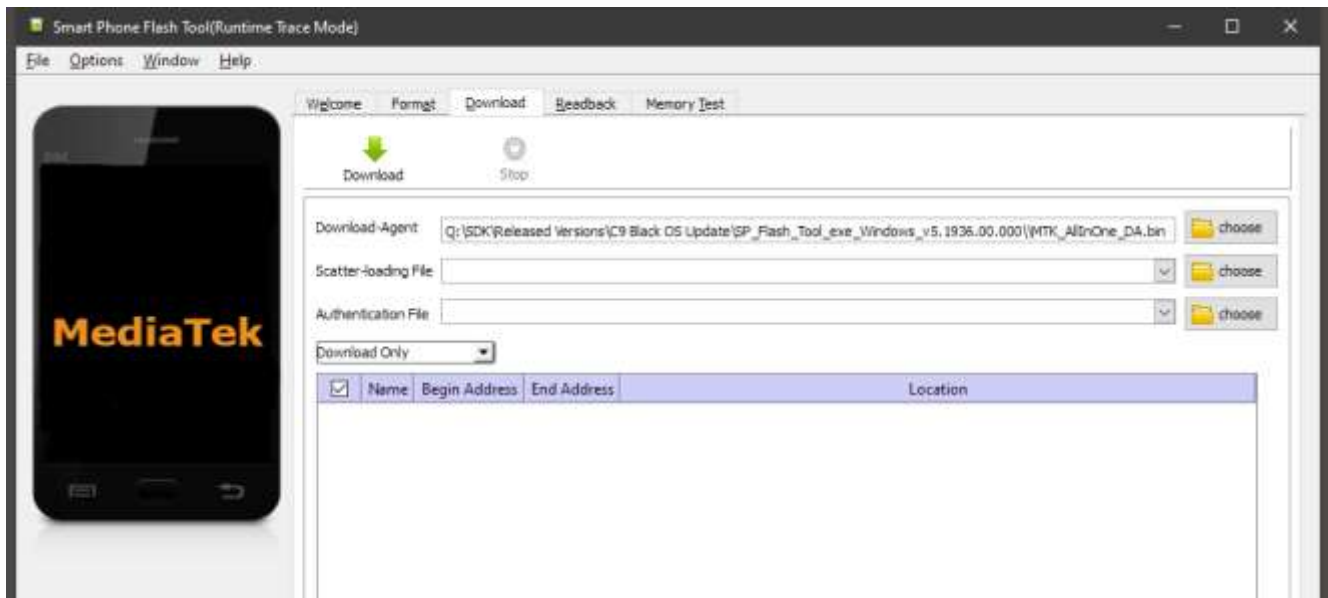 Smart Phone Flash Tool(Runtime Trace Mode)
File Options Window Help
Welcome Format Download Readback Memory Test
Download Stop
Download-Agent Q:\SDK\Released Versions\C9 Black OS Update\SP_Flash_Tool_exe_Windows_v5.1936.00.000\\MTK_AllInOne_DA.bin choose
Scatter-loading File choose
Authentication File choose
MediaTek
Download Only
Name Begin Address End Address Location